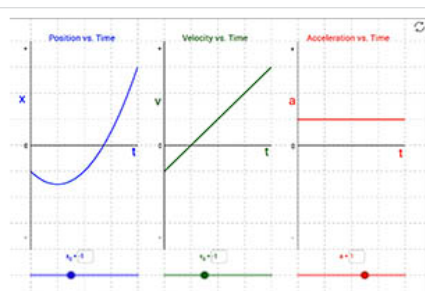 Position vs. Time
Velocity vs. Time
Acceleration vs. Time
x
v
a
t
t
t